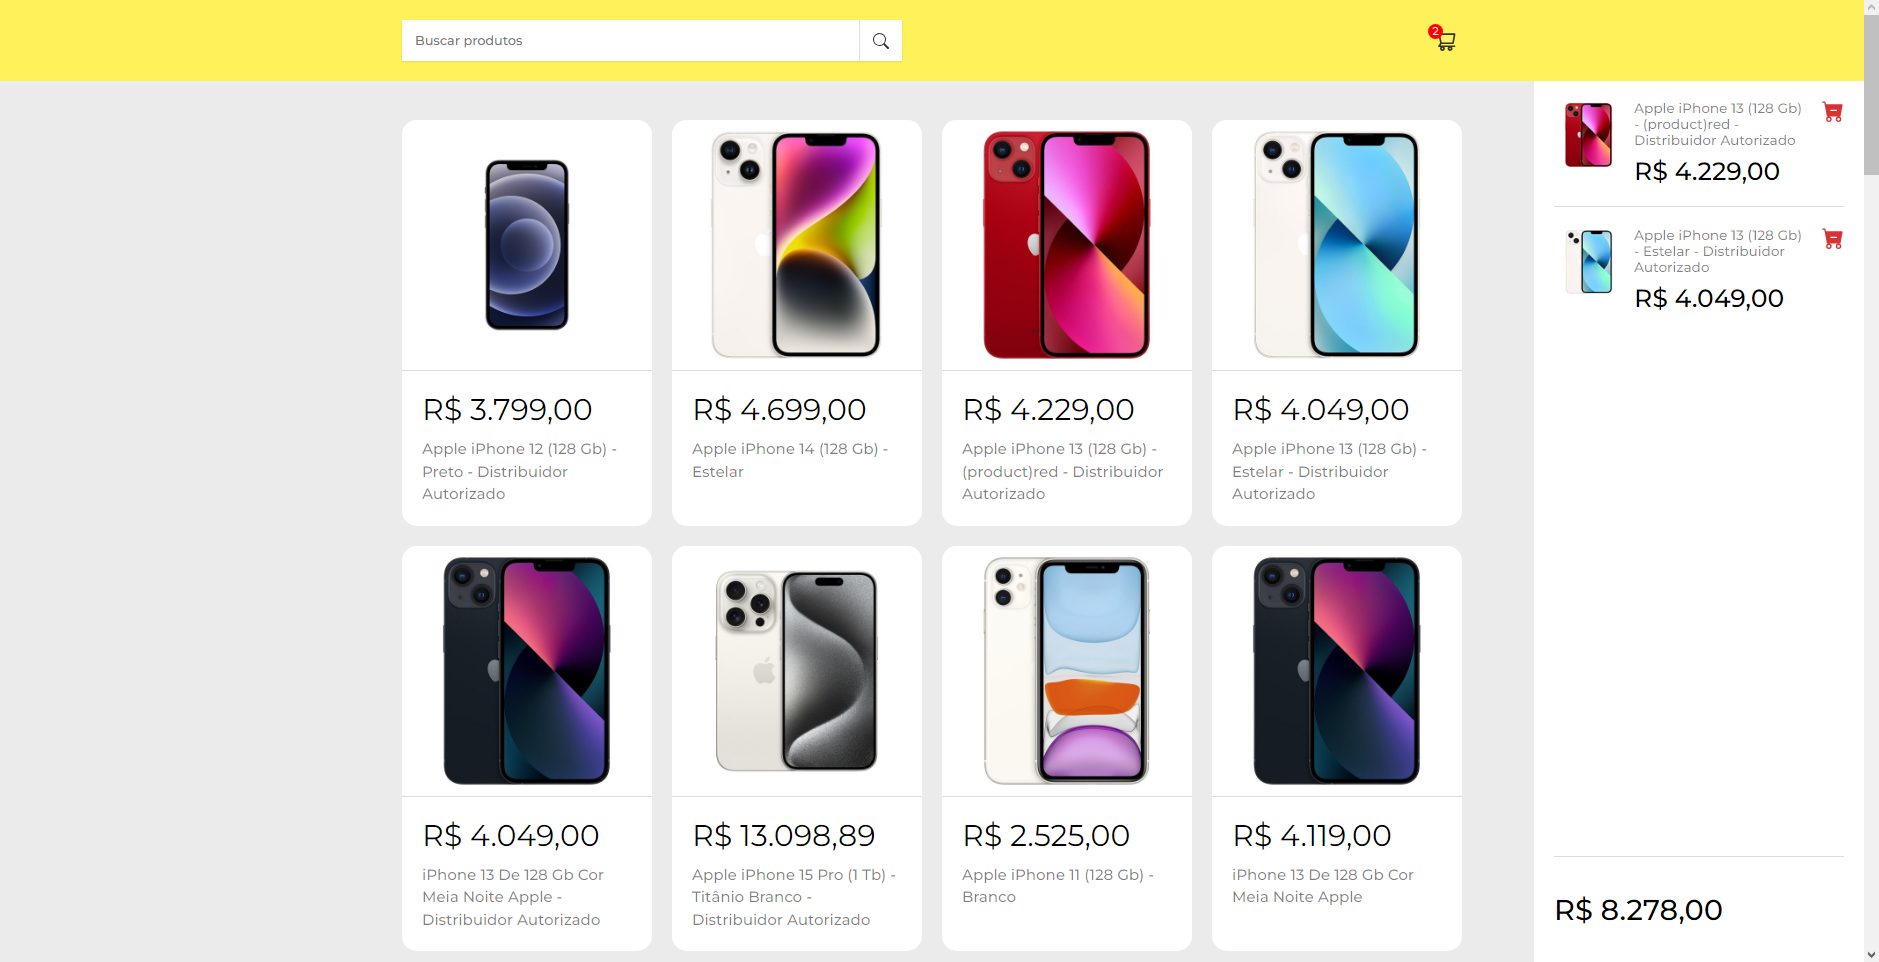 Buscar produtos
2
R$ 3.799,00
Apple iPhone 12 (128 Gb) -
Preto - Distribuidor
Autorizado
R$ 4.699,00
Apple iPhone 14 (128 Gb) -
Estelar
R$ 4.229,00
Apple iPhone 13 (128 Gb) -
(product)red - Distribuidor
Autorizado
R$ 4.049,00
Apple iPhone 13 (128 Gb) -
Estelar - Distribuidor
Autorizado
R$ 4.049,00
iPhone 13 De 128 Gb Cor
Meia Noite Apple -
Distribuidor Autorizado
R$ 13.098,89
Apple iPhone 15 Pro (1 Tb) -
Titânio Branco -
Distribuidor Autorizado
R$ 2.525,00
Apple iPhone 11 (128 Gb) -
Branco
R$ 4.119,00
iPhone 13 De 128 Gb Cor
Meia Noite Apple
Apple iPhone 13 (128 Gb)
- (product)red -
Distribuidor Autorizado
R$ 4.229,00
Apple iPhone 13 (128 Gb)
- Estelar - Distribuidor
Autorizado
R$ 4.049,00
R$ 8.278,00